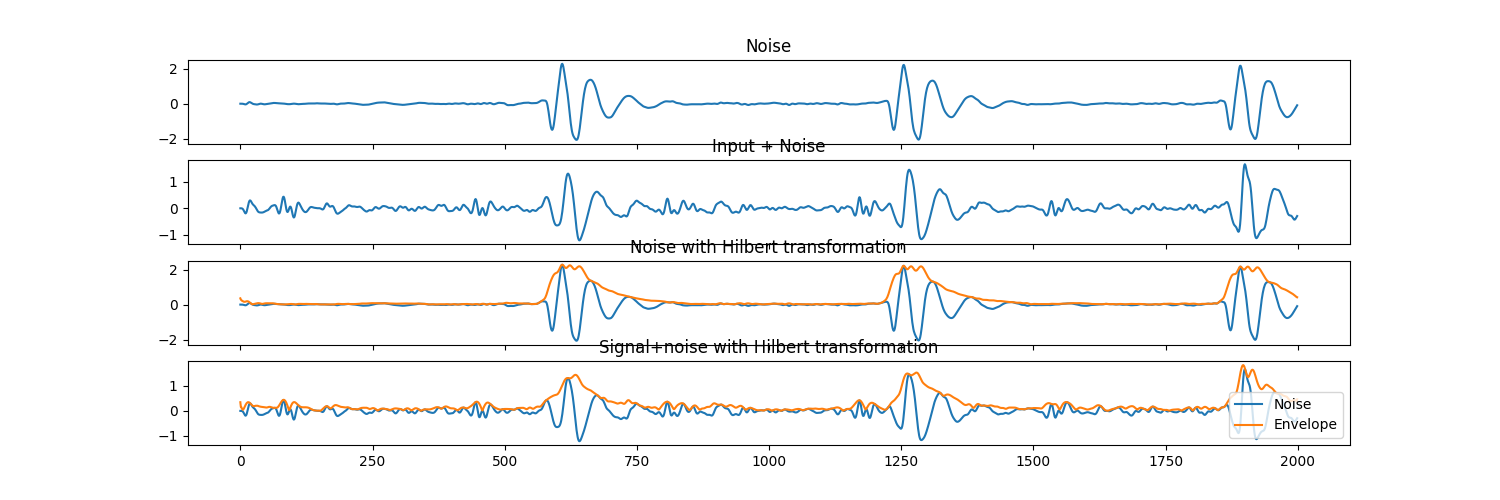 Noise
2
0
−2
Input + Noise
1
0
−1
Noise with Hilbert transformation
2
0
−2
Signal+noise with Hilbert transformation
1
0
−1
Noise
Envelope
0 250 500 750 1000 1250 1500 1750 2000